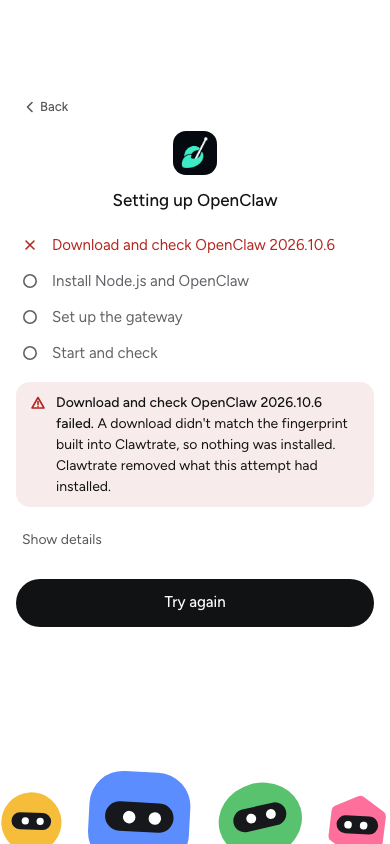 Back
Setting up OpenClaw
Download and check OpenClaw 2026.10.6
Install Node.js and OpenClaw
Set up the gateway
Start and check
Download and check OpenClaw 2026.10.6
failed. A download didn't match the fingerprint
built into Clawtrate, so nothing was installed.
Clawtrate removed what this attempt had
installed.
Show details
Try again